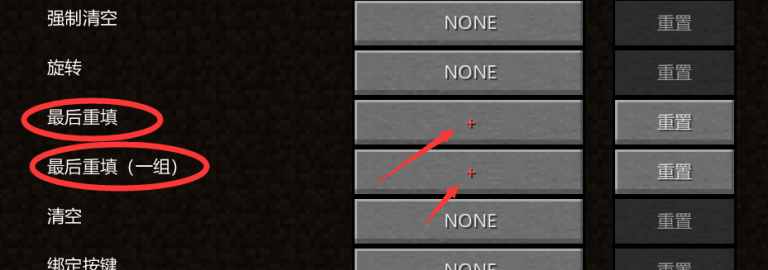 强制清空 NONE 重置
旋转 NONE 重置
最后重填 + 重置
最后重填（一组） + 重置
清空 NONE 重置
绑定按键 NONE 重置